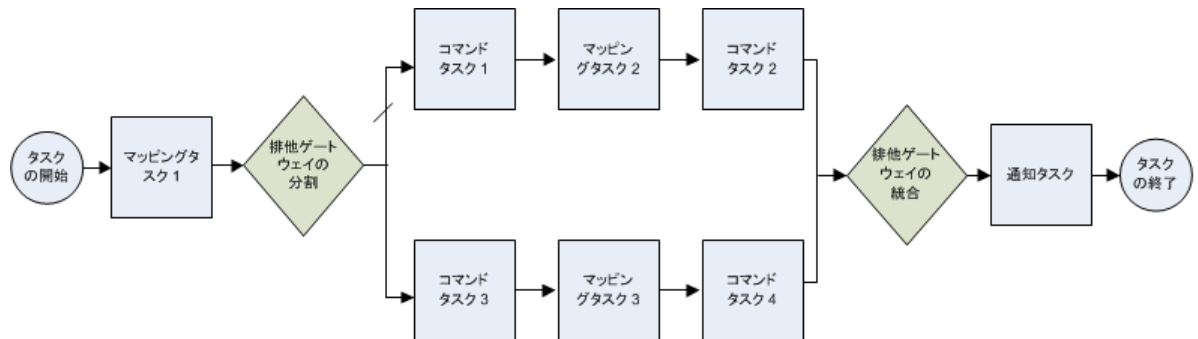 タスク
の開始
マッピングタ
スク 1
排他ゲート
ウェイの
分割
コマンド
タスク 1
マッピン
グタスク 2
コマンド
タスク 2
コマンド
タスク 3
マッピン
グタスク 3
コマンド
タスク 4
排他ゲート
ウェイの
統合
通知タスク
タスク
の終了